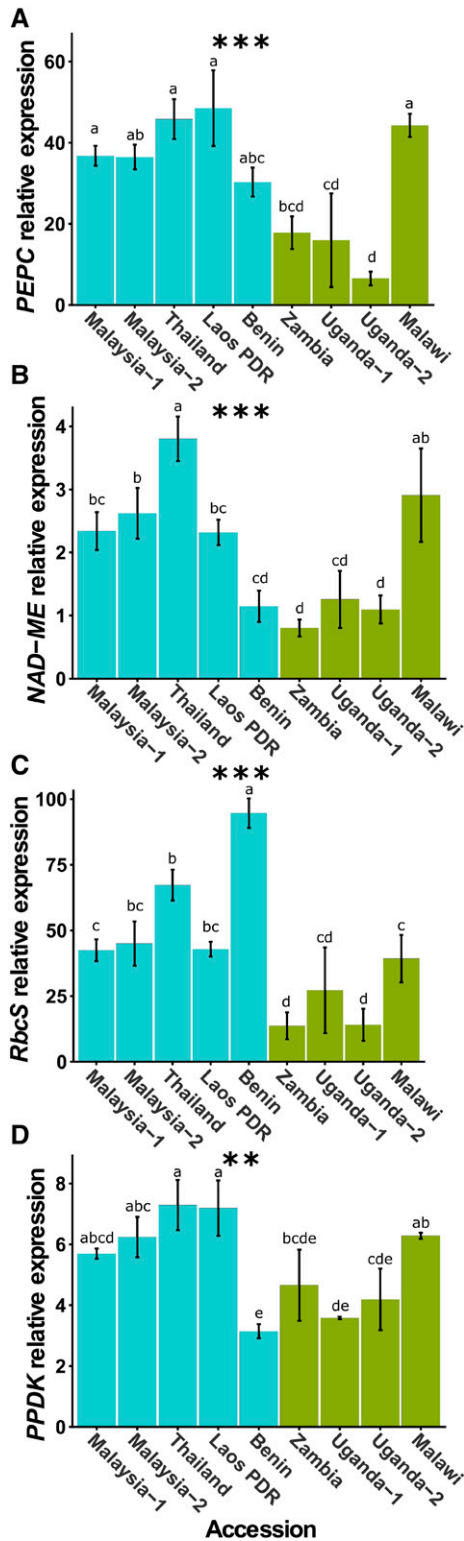 A
PEPC relative expression
***
60
40
20
0
a
ab
a
a
abc
bcd
cd
d
a
Malaysia−1
Malaysia−2
Thailand
Laos PDR
Benin
Zambia
Uganda−1
Uganda−2
Malawi
B
NAD−ME relative expression
***
4
3
2
1
0
bc
b
a
bc
cd
d
cd
d
ab
Malaysia−1
Malaysia−2
Thailand
Laos PDR
Benin
Zambia
Uganda−1
Uganda−2
Malawi
C
RbcS relative expression
***
100
75
50
25
0
c
bc
b
bc
a
d
cd
d
c
Malaysia−1
Malaysia−2
Thailand
Laos PDR
Benin
Zambia
Uganda−1
Uganda−2
Malawi
D
PPDK relative expression
**
8
6
4
2
0
abcd
abc
a
a
e
bcde
de
cde
ab
Malaysia−1
Malaysia−2
Thailand
Laos PDR
Benin
Zambia
Uganda−1
Uganda−2
Malawi
Accession